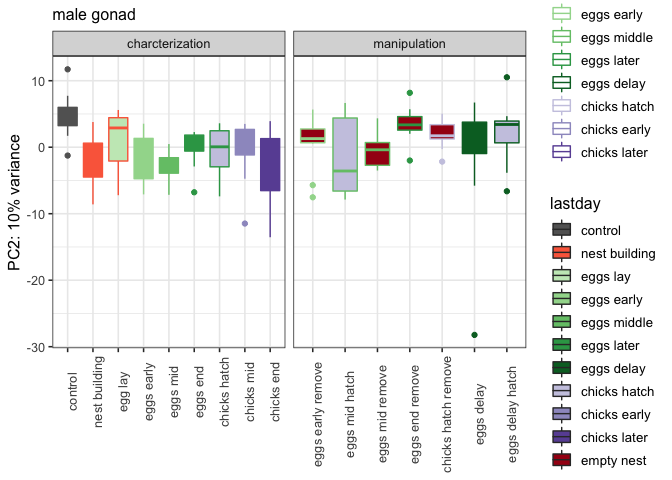 male gonad
charcterization
manipulation
PC2: 10% variance
10
0
-10
-20
-30
control
nest building
egg lay
eggs early
eggs mid
eggs end
chicks hatch
chicks mid
chicks end
eggs early remove
eggs mid hatch
eggs mid remove
eggs end remove
chicks hatch remove
eggs delay
eggs delay hatch
eggs early
eggs middle
eggs later
eggs delay
chicks hatch
chicks early
chicks later
lastday
control
nest building
eggs lay
eggs early
eggs middle
eggs later
eggs delay
chicks hatch
chicks early
chicks later
empty nest